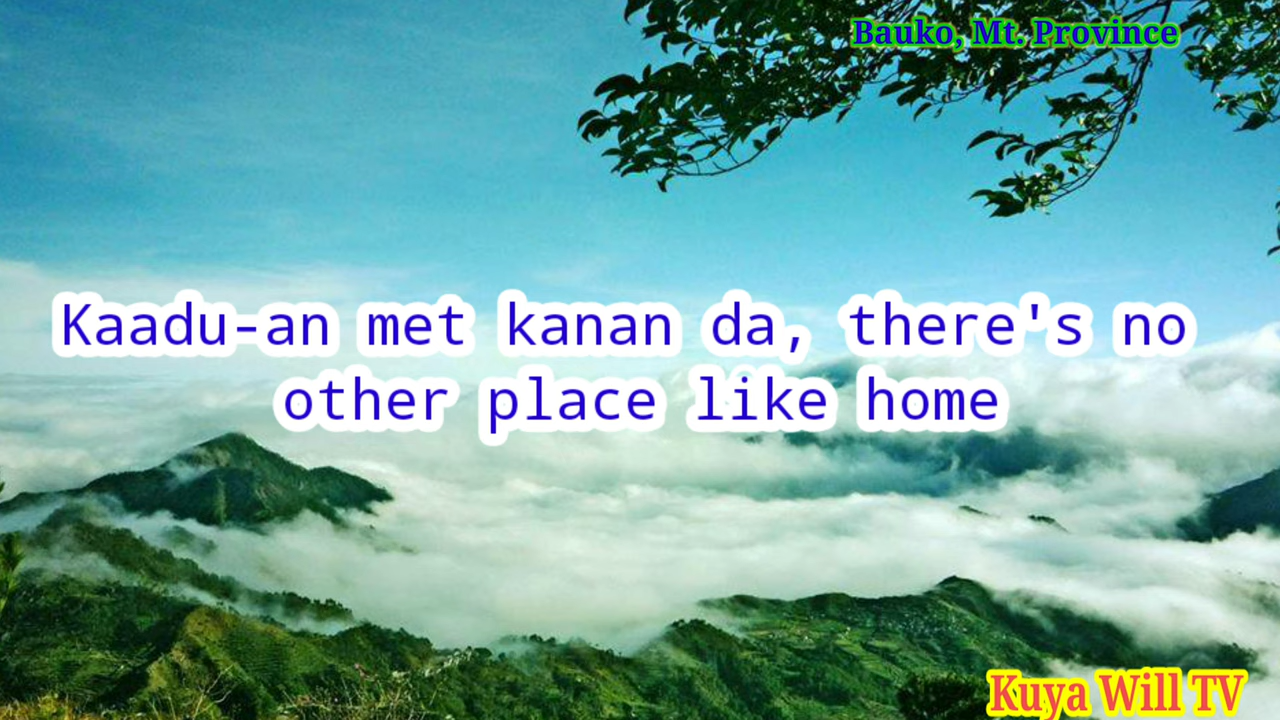 Bauko, Mt. Province
Kaadu-an met kanan da, there's no
other place like home
Kuya Will TV